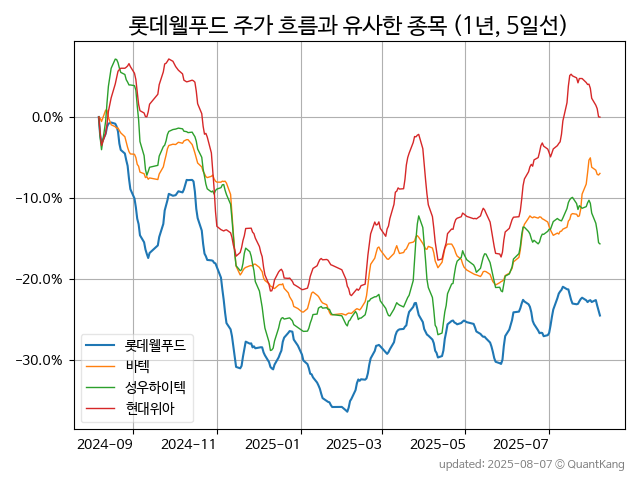 롯데웰푸드 주가 흐름과 유사한 종목 (1년, 5일선)
0.0%
−10.0%
−20.0%
−30.0%
롯데웰푸드
바텍
성우하이텍
현대위아
2024-09 2024-11 2025-01 2025-03 2025-05 2025-07
updated: 2025-08-07 © QuantKang